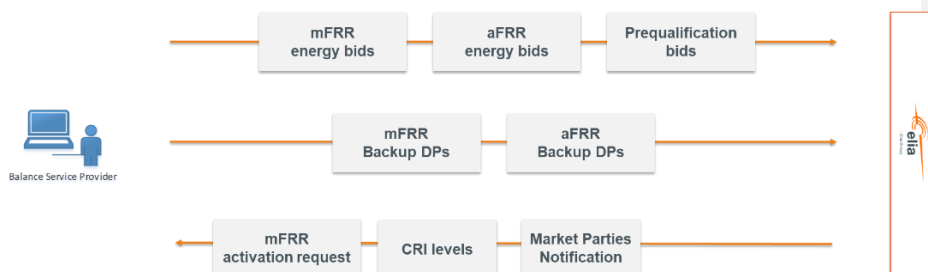 mFRR
energy bids
aFRR
energy bids
Prequalification
bids
mFRR
Backup DPs
aFRR
Backup DPs
Balance Service Provider
elia
mFRR
activation request
CRI levels
Market Parties
Notification